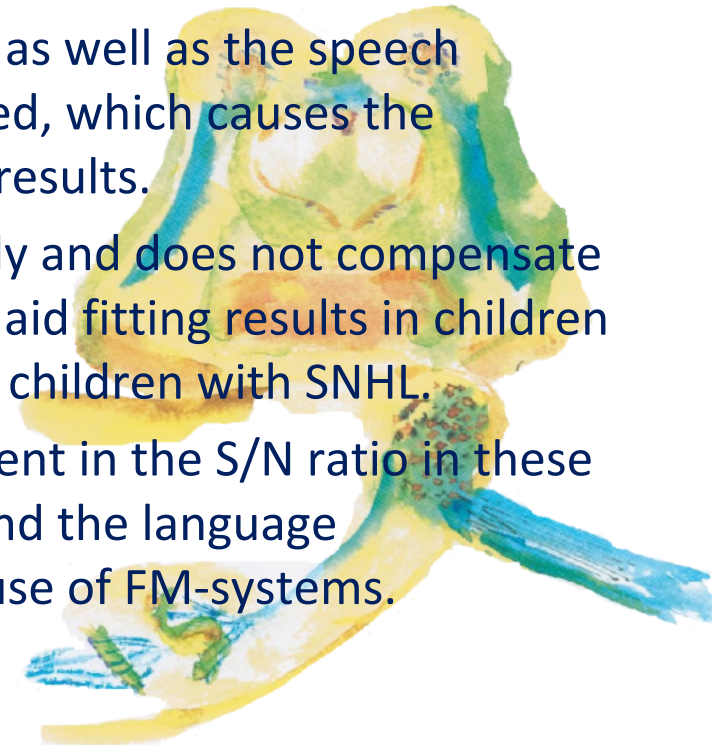 as well as the speech
ed, which causes the
results.
ly and does not compensate
aid fitting results in children
children with SNHL.
ent in the S/N ratio in these
nd the language
use of FM-systems.